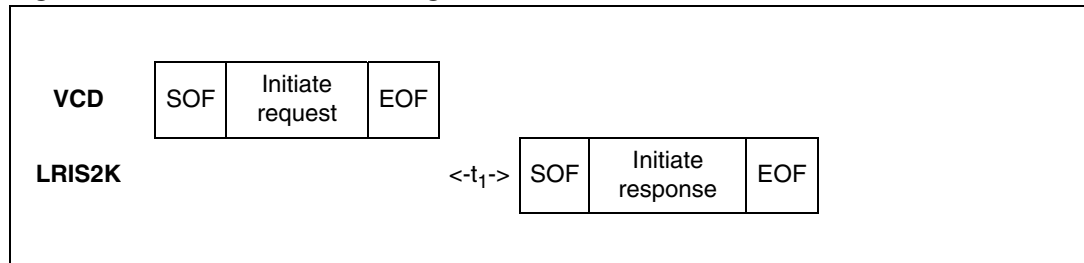 VCD
SOF
Initiate
request
EOF
LRIS2K
<-t₁->
SOF
Initiate
response
EOF